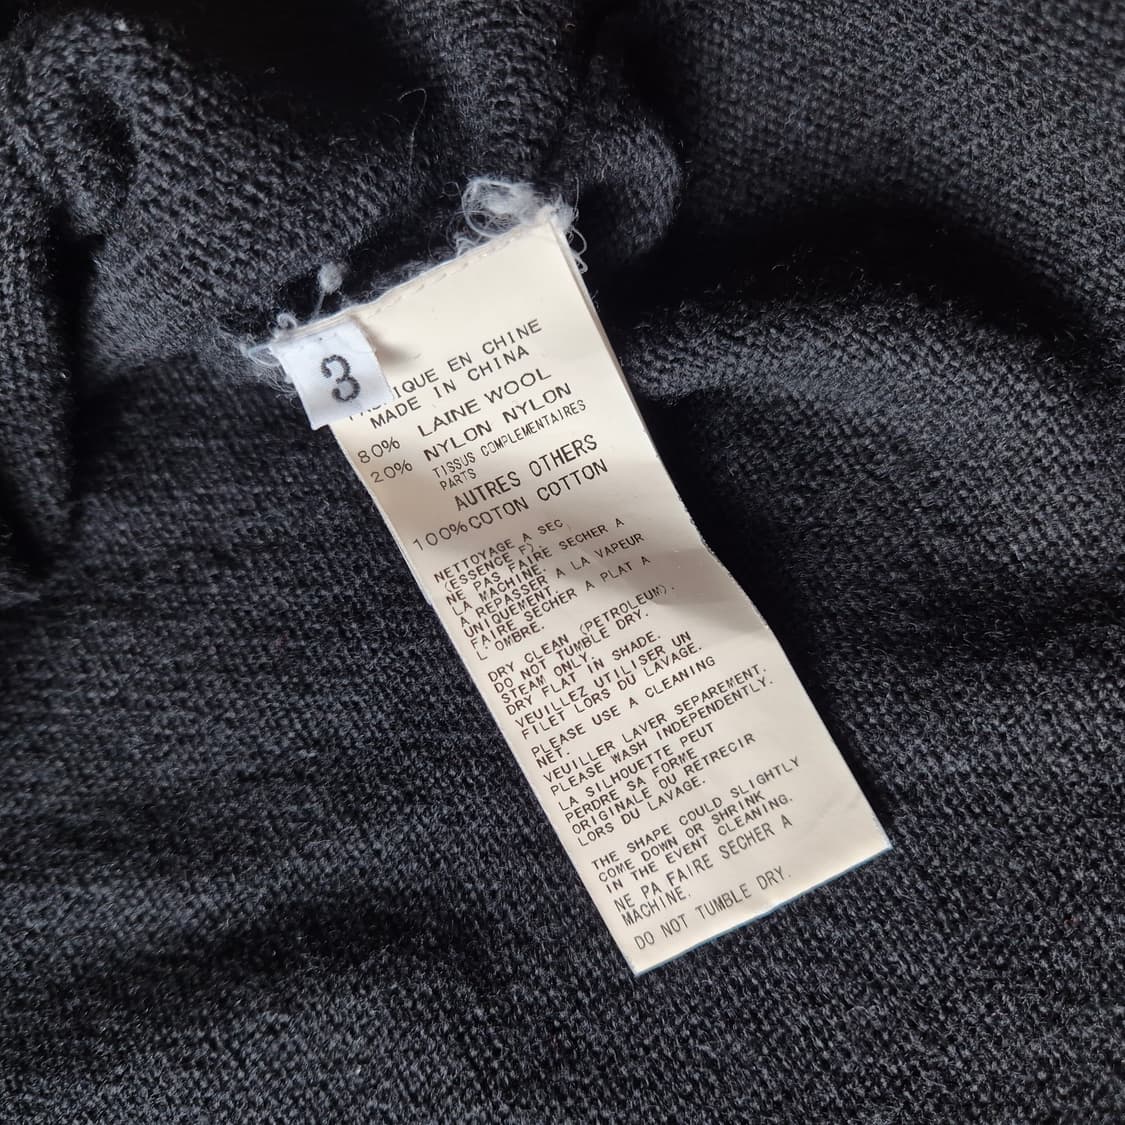 3
IQUE EN CHINE
MADE IN CHINA
80% LAINE WOOL
20% NYLON NYLON
TISSUS COMPLEMENTAIRES
PARTS
AUTRES OTHERS
100%COTON COTTON
NETTOYAGE A SEC
(ESSENCE F).
NE PAS FAIRE SECHER A
LA MACHINE.
A REPASSER A LA VAPEUR
UNIQUEMENT.
FAIRE SECHER A PLAT A
L'OMBRE.
DRY CLEAN (PETROLEUM).
DO NOT TUMBLE DRY.
STEAM ONLY.
DRY FLAT IN SHADE.
VEUILLEZ UTILISER UN
FILET LORS DU LAVAGE.
PLEASE USE A CLEANING
NET.
VEUILLER LAVER SEPAREMENT.
PLEASE WASH INDEPENDENTLY.
LA SILHOUETTE PEUT
PERDRE SA FORME
ORIGINALE OU RETRECIR
LORS DU LAVAGE.
THE SHAPE COULD SLIGHTLY
COME DOWN OR SHRINK
IN THE EVENT CLEANING.
NE PA FAIRE SECHER A
MACHINE.
DO NOT TUMBLE DRY.